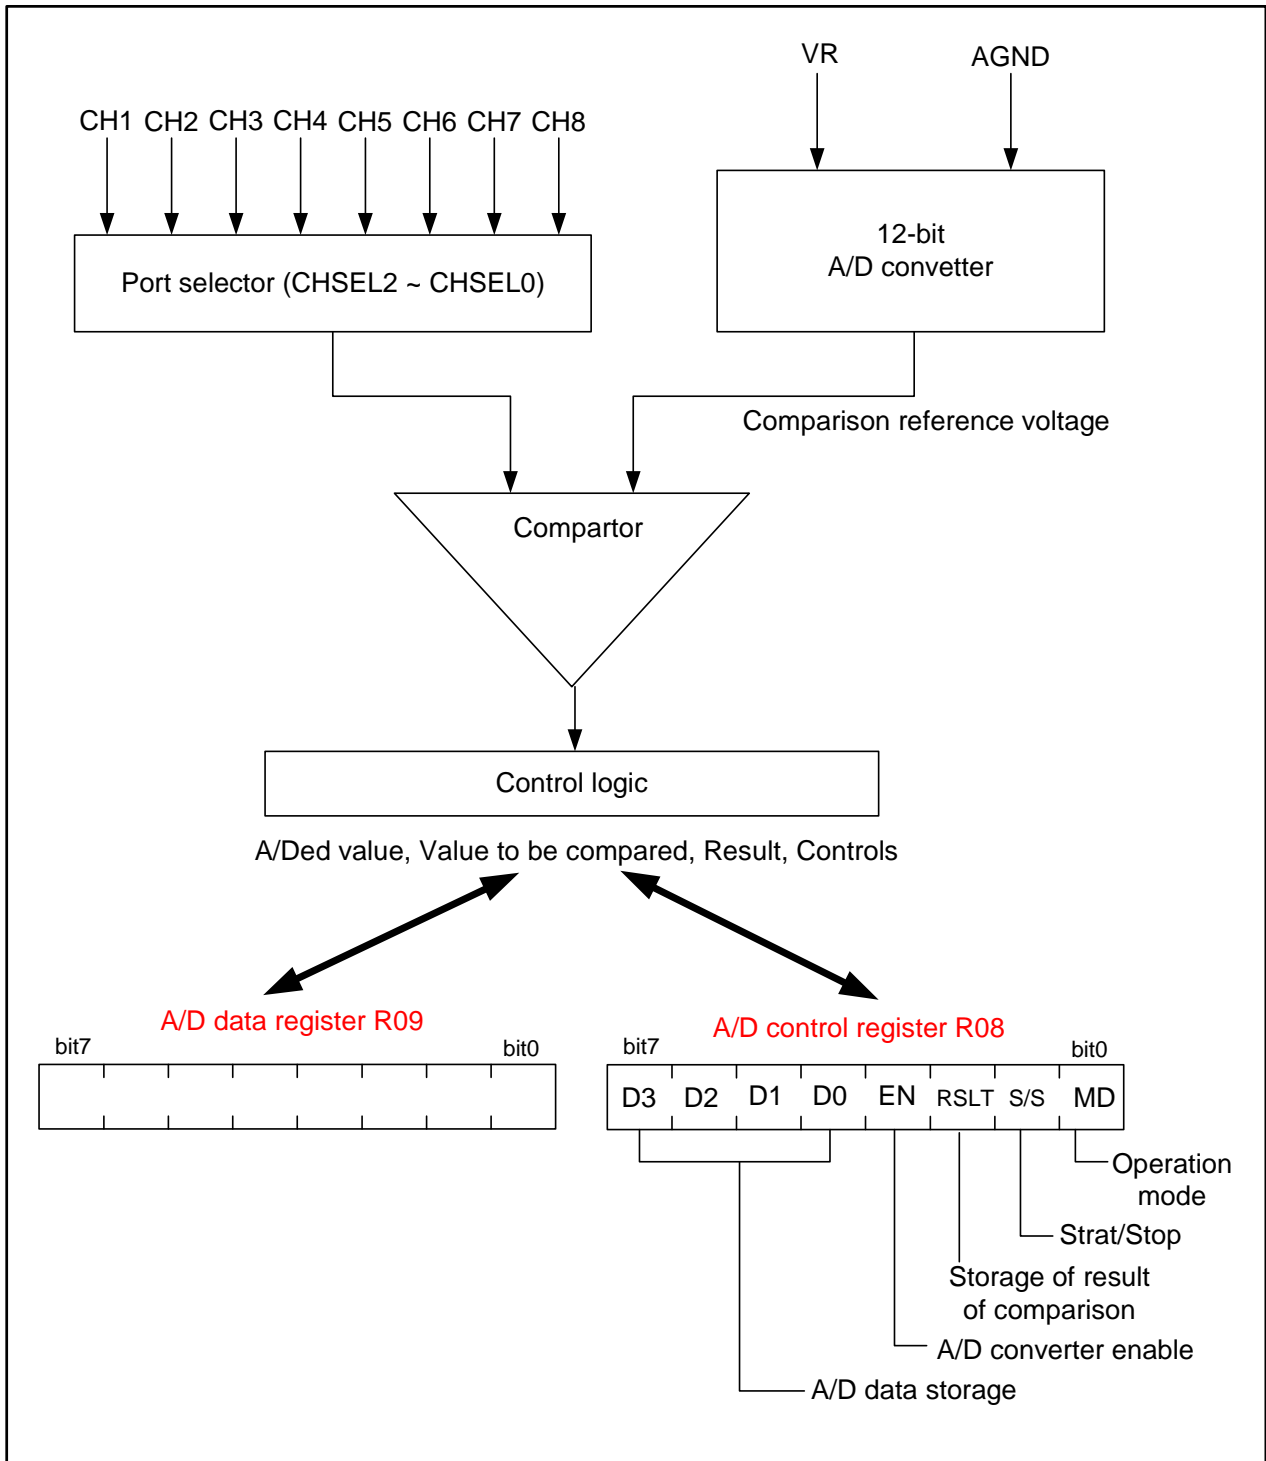 VR AGND
CH1 CH2 CH3 CH4 CH5 CH6 CH7 CH8
Port selector (CHSEL2 ~ CHSEL0)
12-bit
A/D convetter
Comparison reference voltage
Compartor
Control logic
A/Ded value, Value to be compared, Result, Controls
A/D data register R09
bit7 bit0
A/D control register R08
bit7 bit0
D3 D2 D1 D0 EN RSLT S/S MD
Operation
mode
Strat/Stop
Storage of result
of comparison
A/D converter enable
A/D data storage